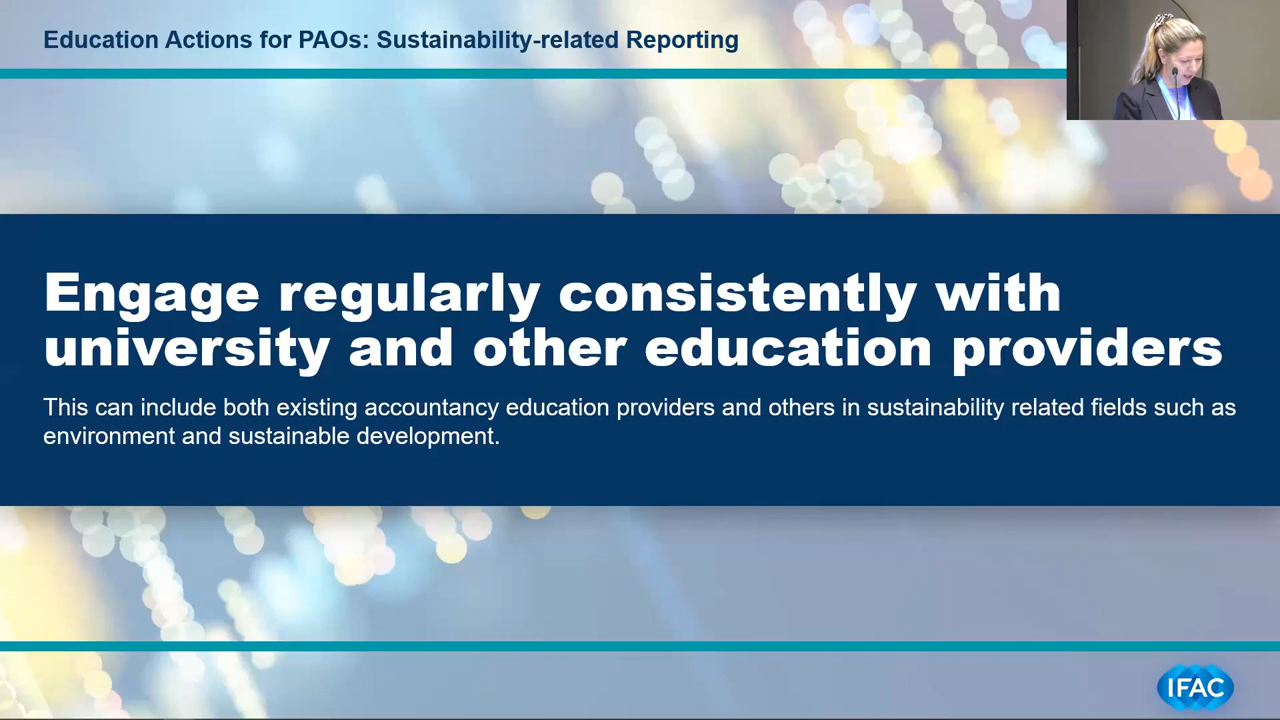 Education Actions for PAOs: Sustainability-related Reporting
Engage regularly consistently with
university and other education providers
This can include both existing accountancy education providers and others in sustainability related fields such as
environment and sustainable development.
IFAC